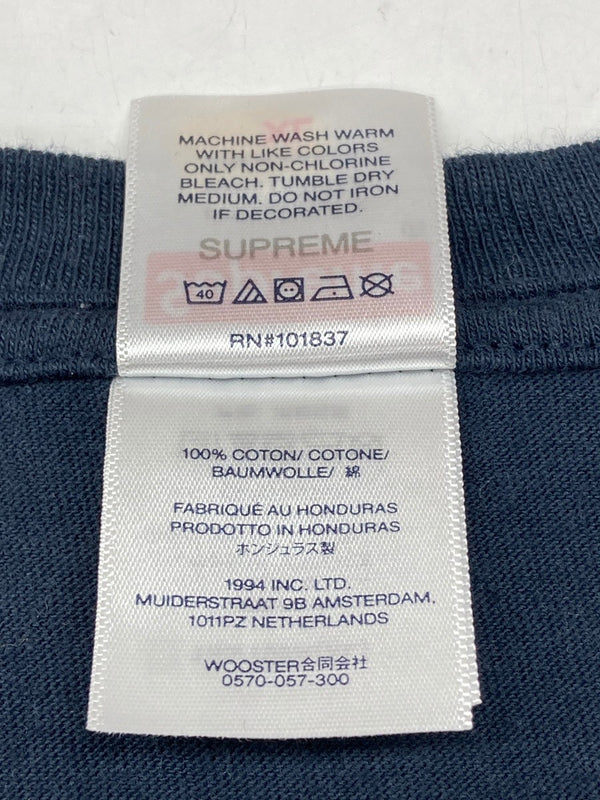 MACHINE WASH WARM
WITH LIKE COLORS
ONLY NON-CHLORINE
BLEACH. TUMBLE DRY
MEDIUM. DO NOT IRON
IF DECORATED.
SUPREME
40
RN#101837
100% COTON/ COTONE/
BAUMWOLLE/ 綿
FABRIQUÉ AU HONDURAS
PRODOTTO IN HONDURAS
ホンジュラス製
1994 INC. LTD.
MUIDERSTRAAT 9B AMSTERDAM,
1011PZ NETHERLANDS
WOOSTER合同会社
0570-057-300